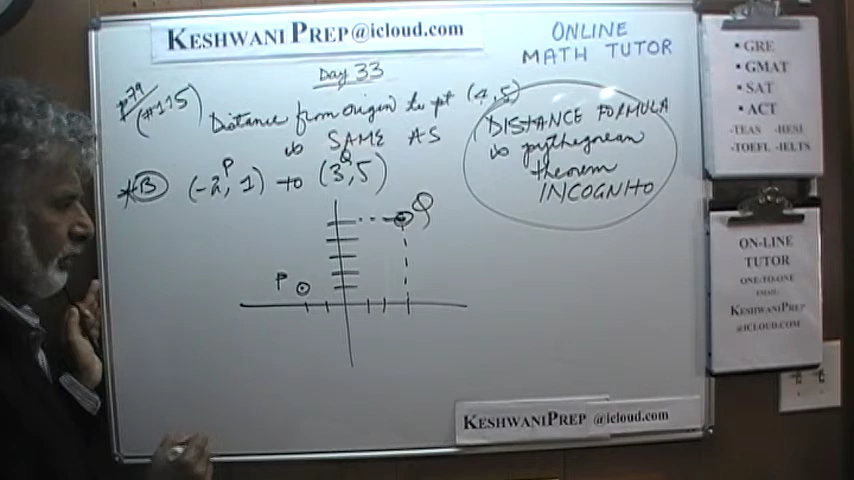 KESHWANI PREP@icloud.com
ONLINE
MATH TUTOR
Day 33
p79
(#115)
Distance from origin to pt (4,5)
is SAME AS
*B (-2, 1) to (3, 5)
P Q
DISTANCE FORMULA
is pythegorean
theorem
INCOGNITO
Q
P
• GRE
• GMAT
• SAT
• ACT
-TEAS -HESI
-TOEFL -IELTS
ON-LINE
TUTOR
ONE-TO-ONE
EMAIL:
KESHWANIPREP
@ICLOUD.COM
KESHWANIPREP @icloud.com